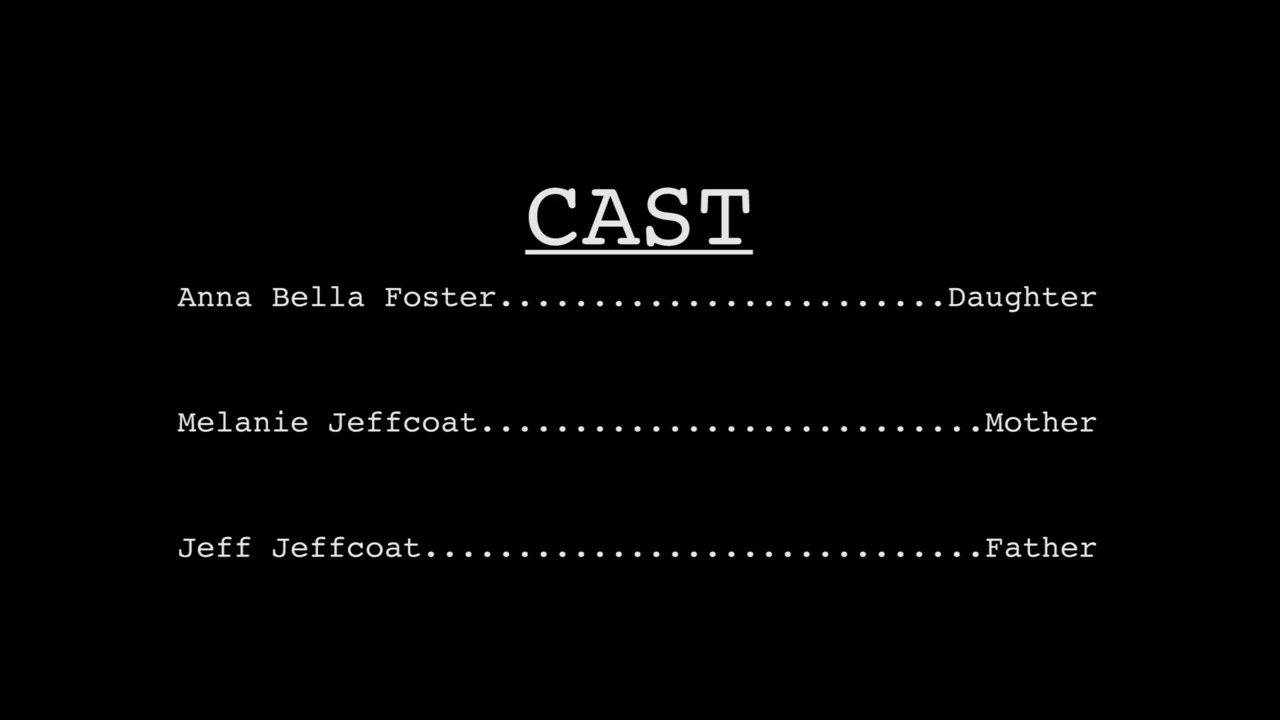 CAST
Anna Bella Foster........................Daughter
Melanie Jeffcoat...........................Mother
Jeff Jeffcoat..............................Father